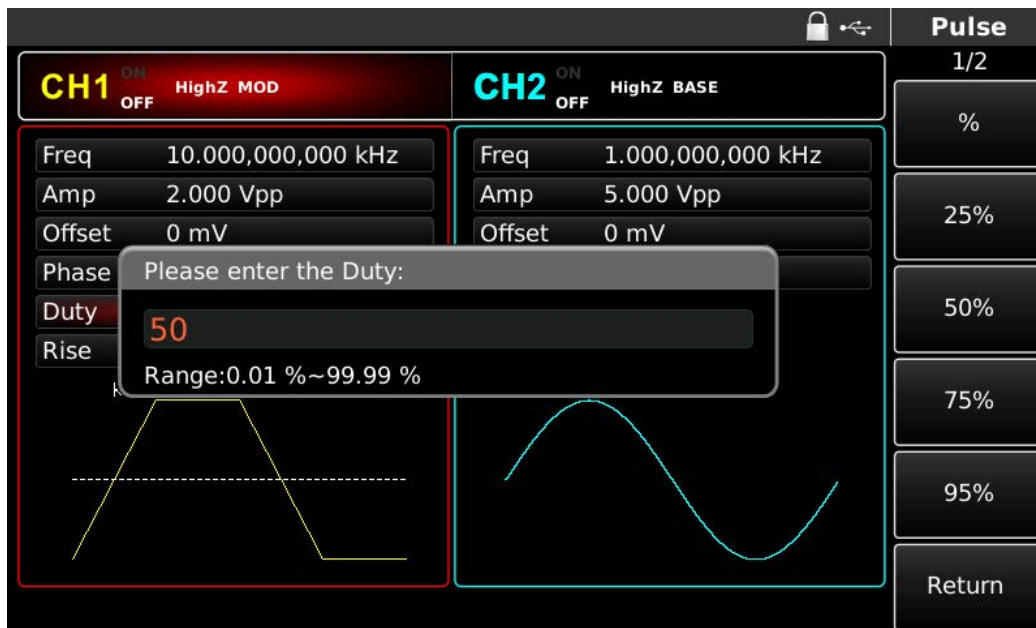 Pulse
1/2
CH1 ON OFF HighZ MOD
CH2 ON OFF HighZ BASE
Freq 10.000,000,000 kHz
Amp 2.000 Vpp
Offset 0 mV
Phase
Duty
Rise
Freq 1.000,000,000 kHz
Amp 5.000 Vpp
Offset 0 mV
Please enter the Duty:
50
Range:0.01 %~99.99 %
%
25%
50%
75%
95%
Return